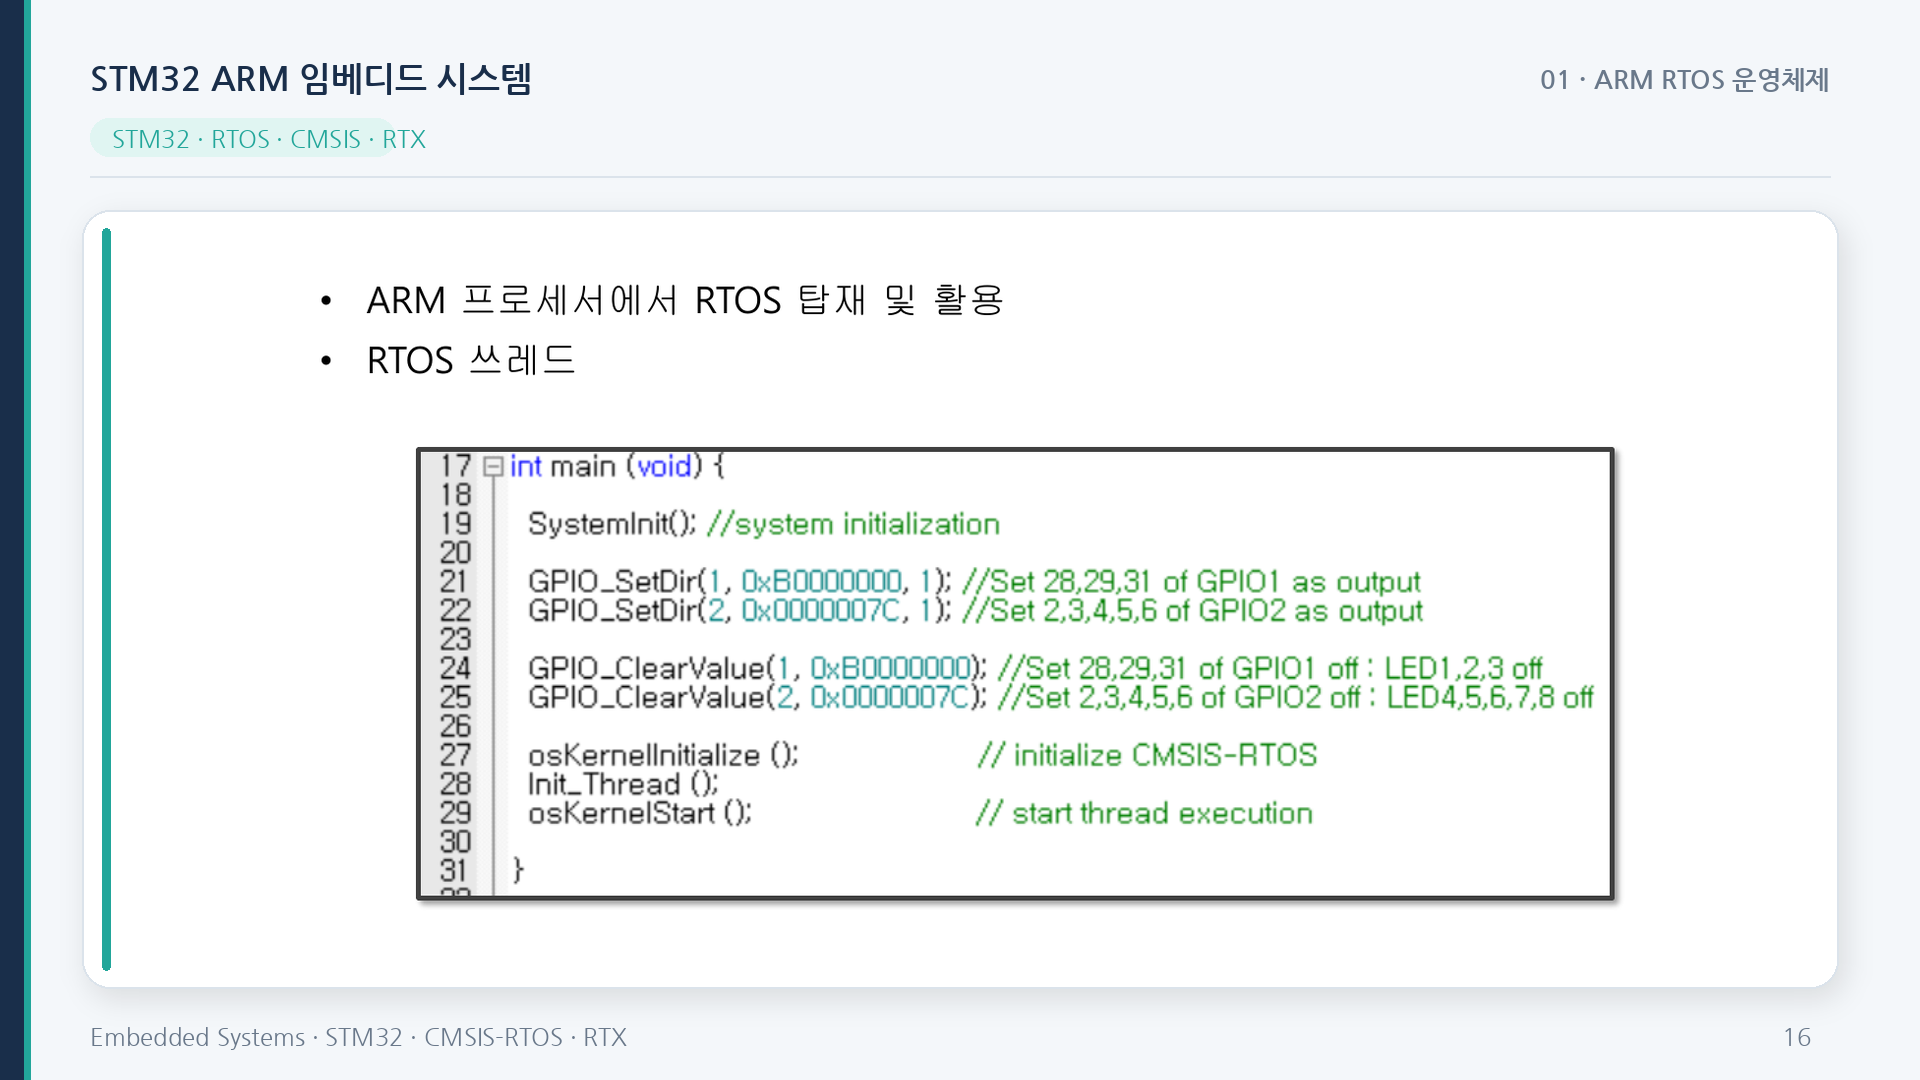 STM32 ARM 임베디드 시스템
01 · ARM RTOS 운영체제
STM32 · RTOS · CMSIS · RTX
• ARM 프로세서에서 RTOS 탑재 및 활용
• RTOS 쓰레드
17 int main (void) {
18
19 SystemInit(); //system initialization
20
21 GPIO_SetDir(1, 0xB0000000, 1); //Set 28,29,31 of GPIO1 as output
22 GPIO_SetDir(2, 0x0000007C, 1); //Set 2,3,4,5,6 of GPIO2 as output
23
24 GPIO_ClearValue(1, 0xB0000000); //Set 28,29,31 of GPIO1 off : LED1,2,3 off
25 GPIO_ClearValue(2, 0x0000007C); //Set 2,3,4,5,6 of GPIO2 off : LED4,5,6,7,8 off
26
27 osKernelInitialize (); // initialize CMSIS-RTOS
28 Init_Thread ();
29 osKernelStart (); // start thread execution
30
31 }
Embedded Systems · STM32 · CMSIS-RTOS · RTX
16